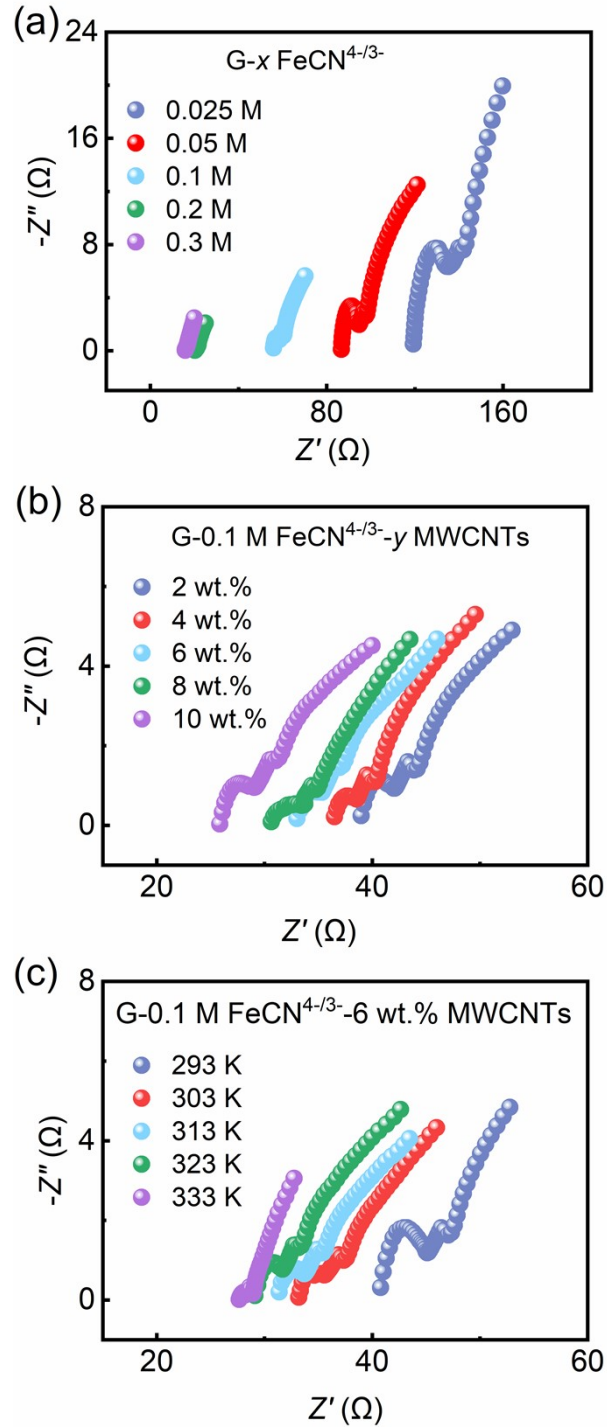 (a)
G-x FeCN⁴⁻/³⁻
0.025 M
0.05 M
0.1 M
0.2 M
0.3 M
24
16
8
0
-Z″ (Ω)
0
80
160
Z′ (Ω)
(b)
G-0.1 M FeCN⁴⁻/³⁻-y MWCNTs
2 wt.%
4 wt.%
6 wt.%
8 wt.%
10 wt.%
8
4
0
-Z″ (Ω)
20
40
60
Z′ (Ω)
(c)
G-0.1 M FeCN⁴⁻/³⁻-6 wt.% MWCNTs
293 K
303 K
313 K
323 K
333 K
8
4
0
-Z″ (Ω)
20
40
60
Z′ (Ω)